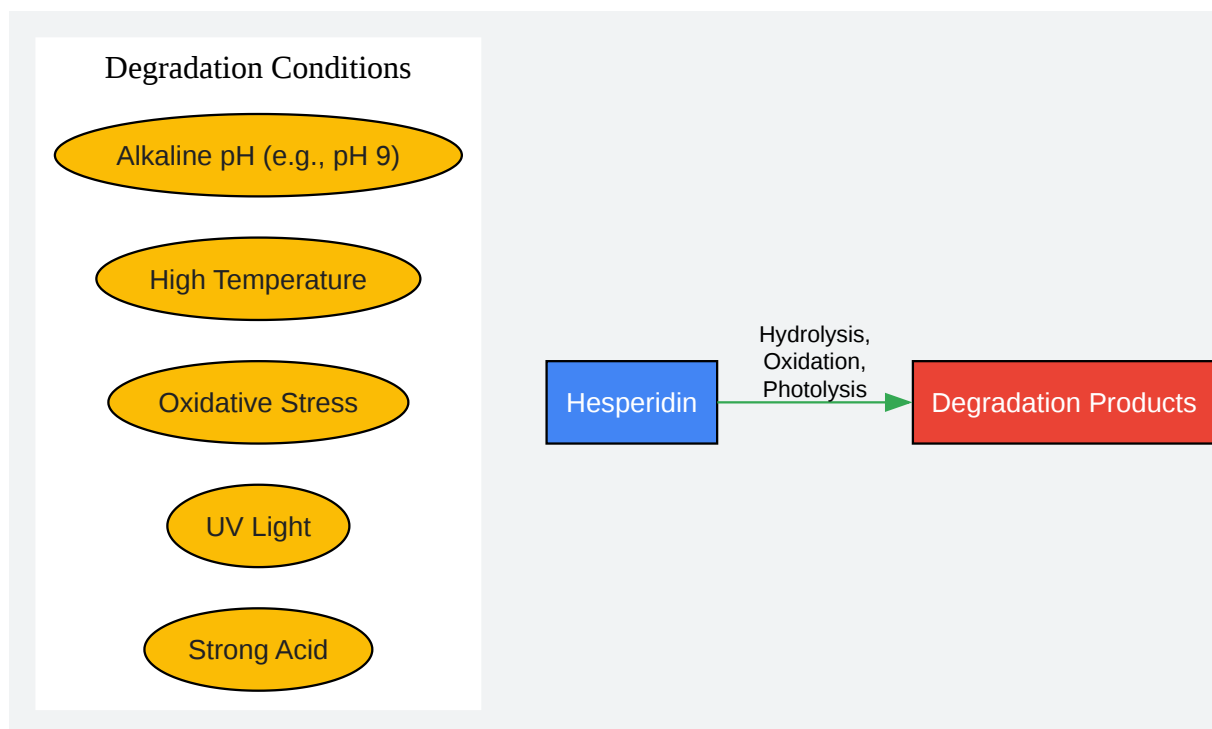 Degradation Conditions
Alkaline pH (e.g., pH 9)
High Temperature
Oxidative Stress
UV Light
Strong Acid
Hesperidin
Hydrolysis,
Oxidation,
Photolysis
Degradation Products